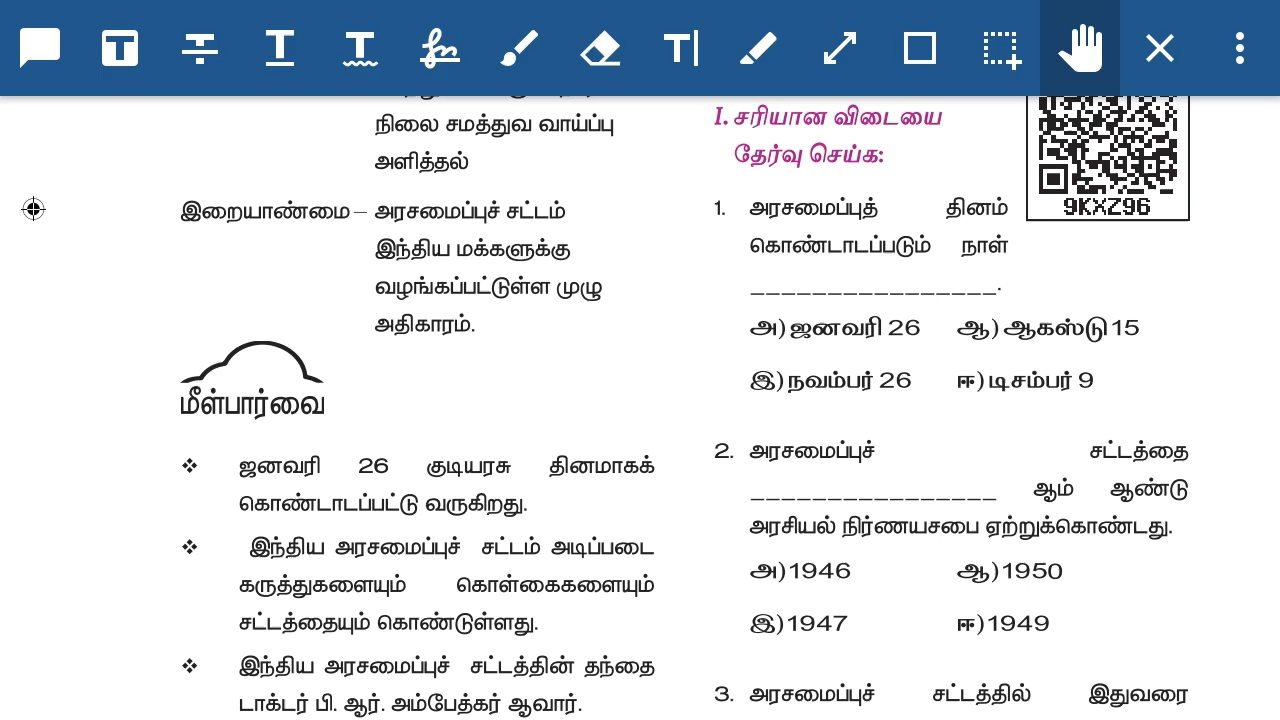 நிலை சமத்துவ வாய்ப்பு
அளித்தல்
இறையாண்மை – அரசமைப்புச் சட்டம்
இந்திய மக்களுக்கு
வழங்கப்பட்டுள்ள முழு
அதிகாரம்.
மீள்பார்வை
❖ ஜனவரி 26 குடியரசு தினமாகக்
கொண்டாடப்பட்டு வருகிறது.
❖ இந்திய அரசமைப்புச் சட்டம் அடிப்படை
கருத்துகளையும் கொள்கைகளையும்
சட்டத்தையும் கொண்டுள்ளது.
❖ இந்திய அரசமைப்புச் சட்டத்தின் தந்தை
டாக்டர் பி. ஆர். அம்பேத்கர் ஆவார்.
I. சரியான விடையை
தேர்வு செய்க:
9KXZ96
1. அரசமைப்புத் தினம்
கொண்டாடப்படும் நாள்
________________.
அ) ஜனவரி 26 ஆ) ஆகஸ்டு 15
இ) நவம்பர் 26 ஈ) டிசம்பர் 9
2. அரசமைப்புச் சட்டத்தை
________________ ஆம் ஆண்டு
அரசியல் நிர்ணயசபை ஏற்றுக்கொண்டது.
அ) 1946 ஆ) 1950
இ) 1947 ஈ) 1949
3. அரசமைப்புச் சட்டத்தில் இதுவரை